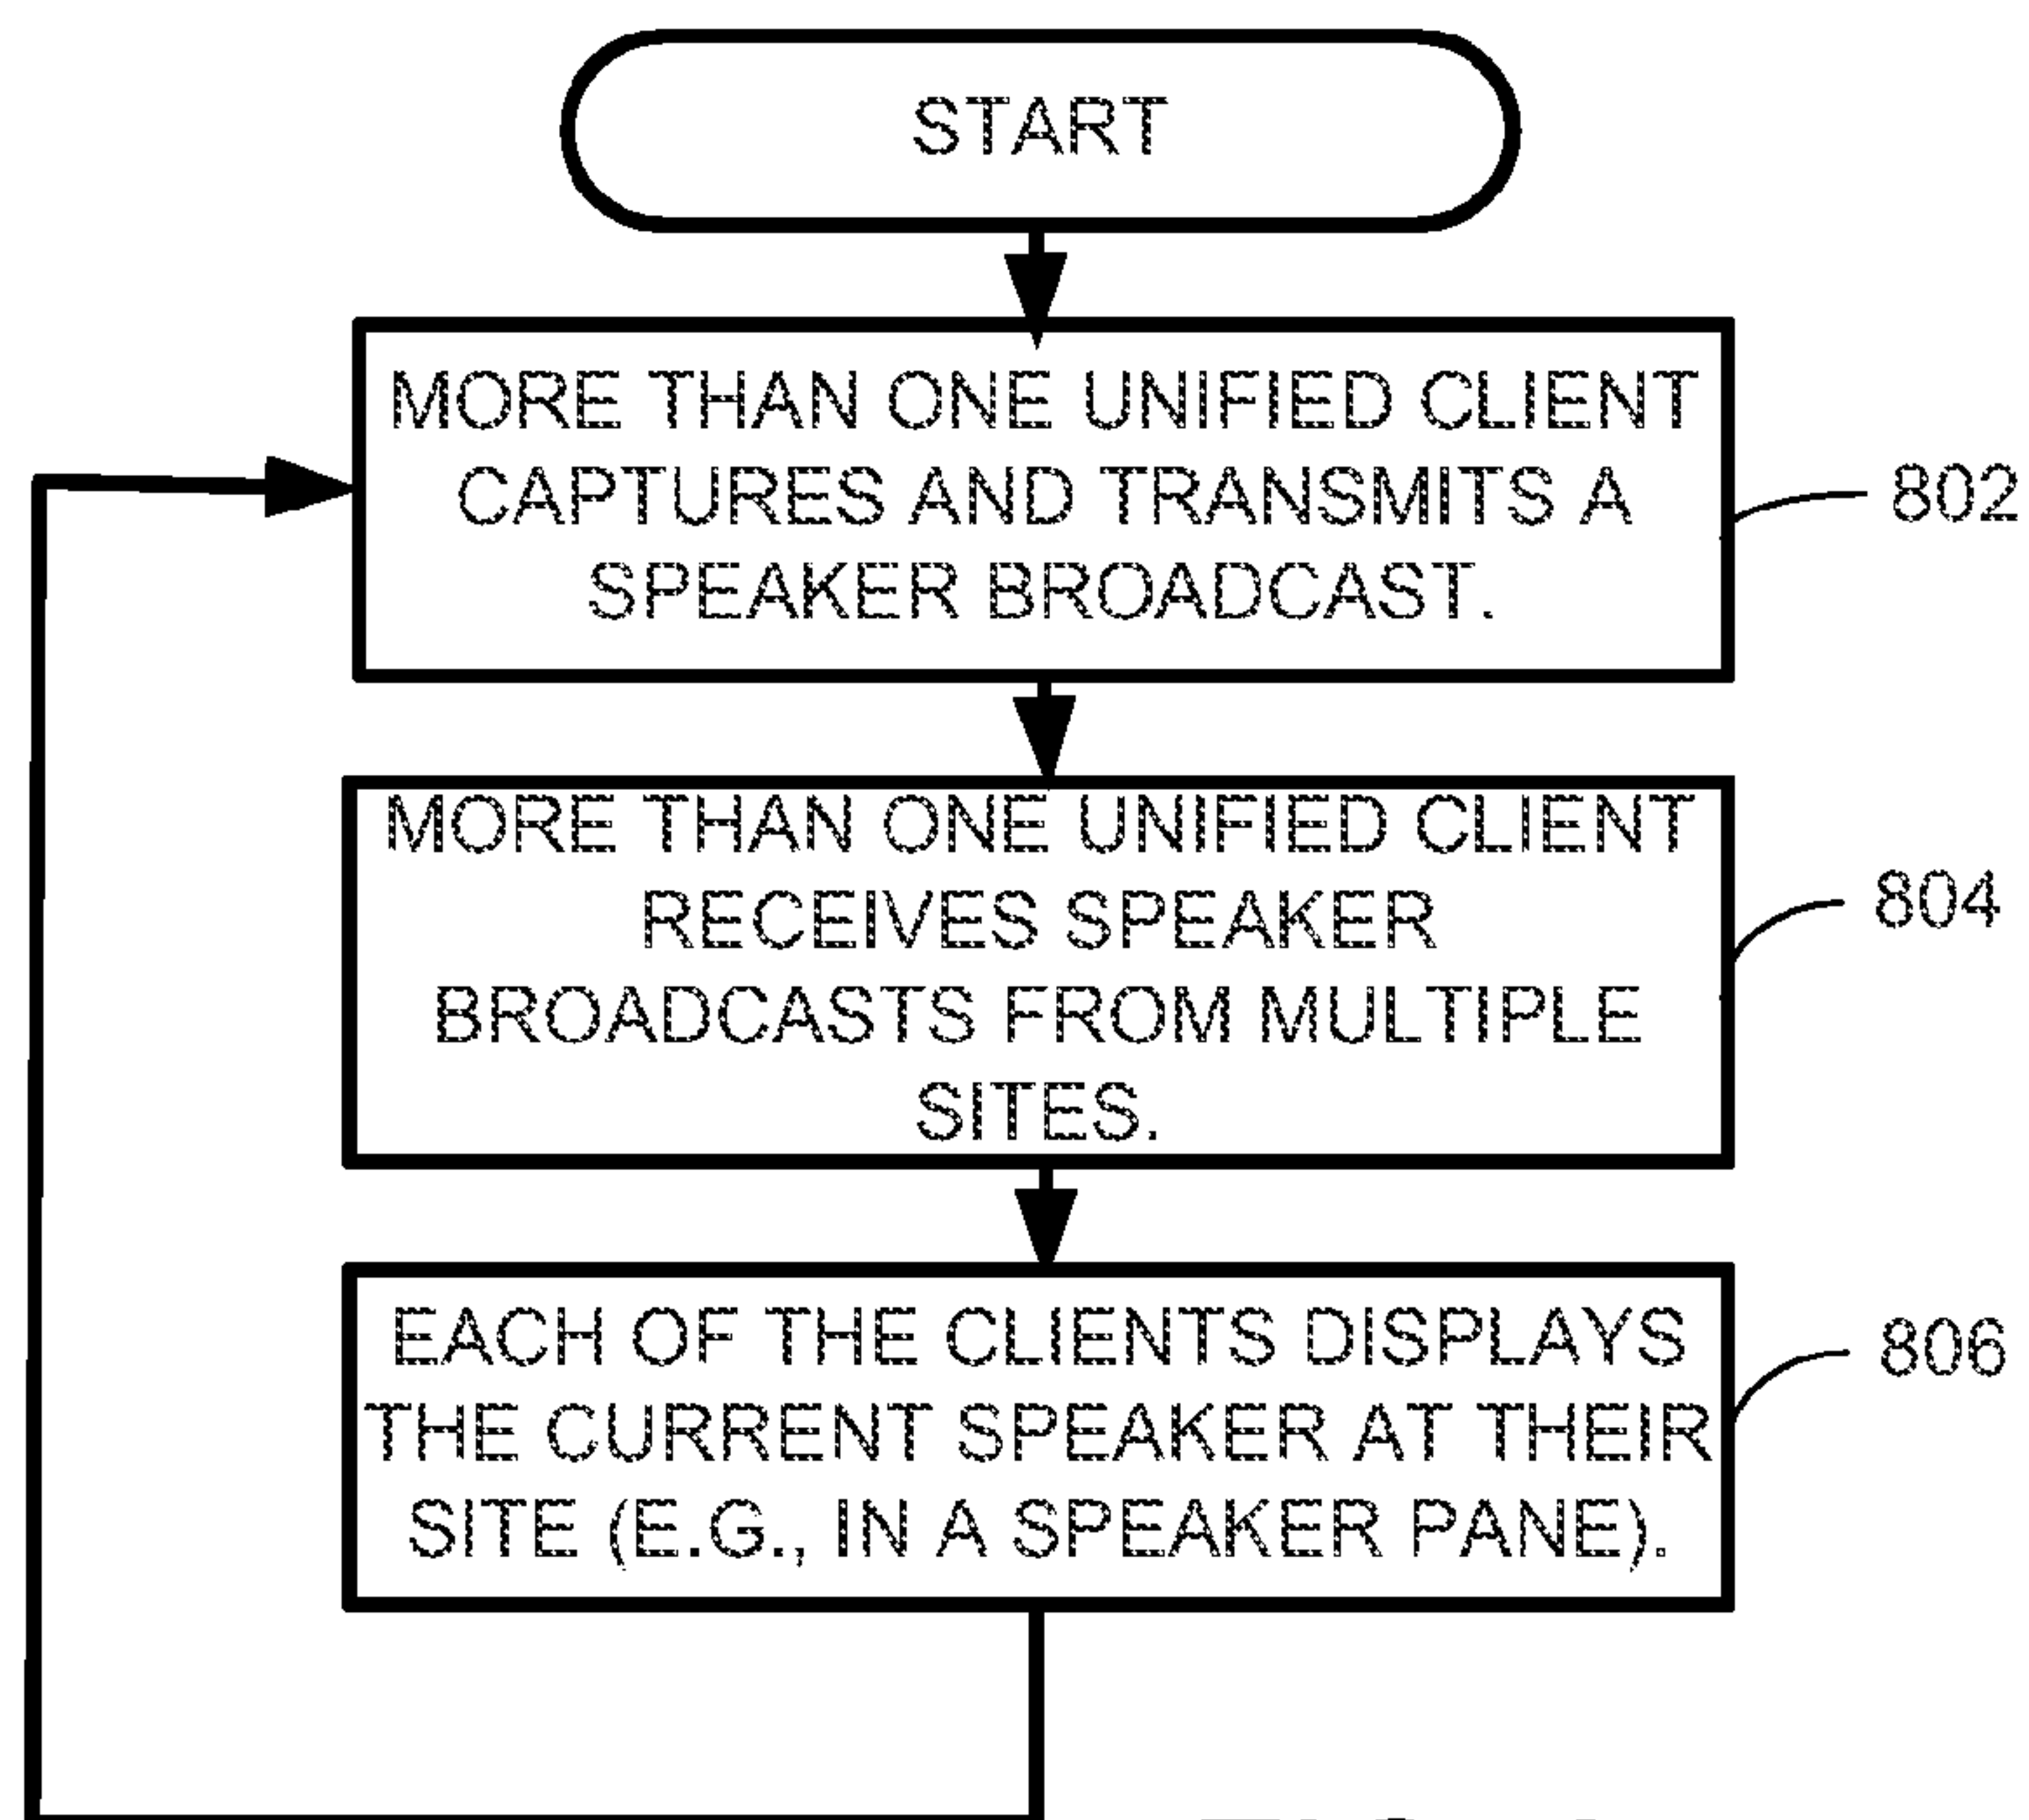 START
MORE THAN ONE UNIFIED CLIENT
CAPTURES AND TRANSMITS A
SPEAKER BROADCAST.
802
MORE THAN ONE UNIFIED CLIENT
RECEIVES SPEAKER
BROADCASTS FROM MULTIPLE
SITES.
804
EACH OF THE CLIENTS DISPLAYS
THE CURRENT SPEAKER AT THEIR
SITE (E.G., IN A SPEAKER PANE).
806